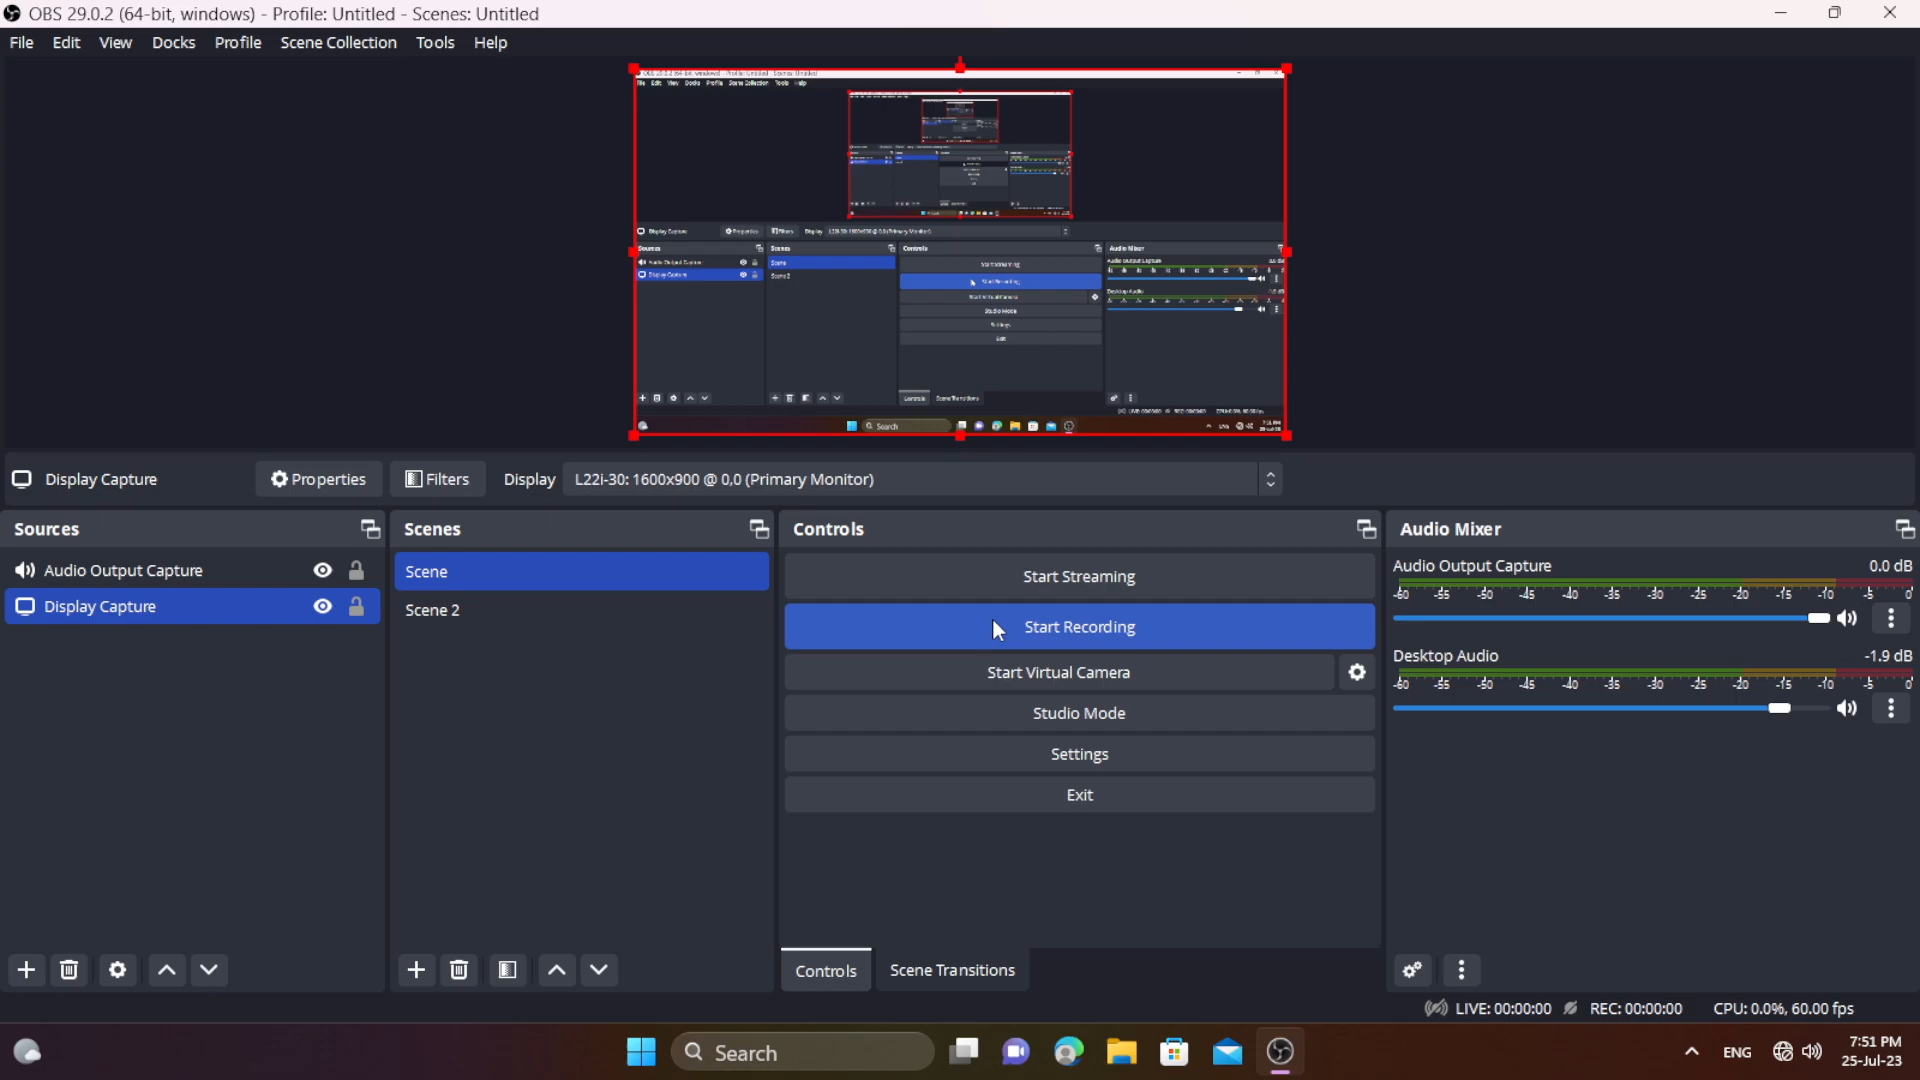 OBS 29.0.2 (64-bit, windows) - Profile: Untitled - Scenes: Untitled
File Edit View Docks Profile Scene Collection Tools Help
Display Capture Properties Filters Display L22i-30: 1600x900 @ 0,0 (Primary Monitor)
Sources Scenes Controls Audio Mixer
Audio Output Capture
Display Capture
Scene
Scene 2
Start Streaming
Start Recording
Start Virtual Camera
Studio Mode
Settings
Exit
Controls Scene Transitions
Audio Output Capture 0.0 dB
-60 -55 -50 -45 -40 -35 -30 -25 -20 -15 -10 -5 0
Desktop Audio -1.9 dB
-60 -55 -50 -45 -40 -35 -30 -25 -20 -15 -10 -5 0
LIVE: 00:00:00 REC: 00:00:00 CPU: 0.0%, 60.00 fps
Search ENG 7:51 PM
25-Jul-23